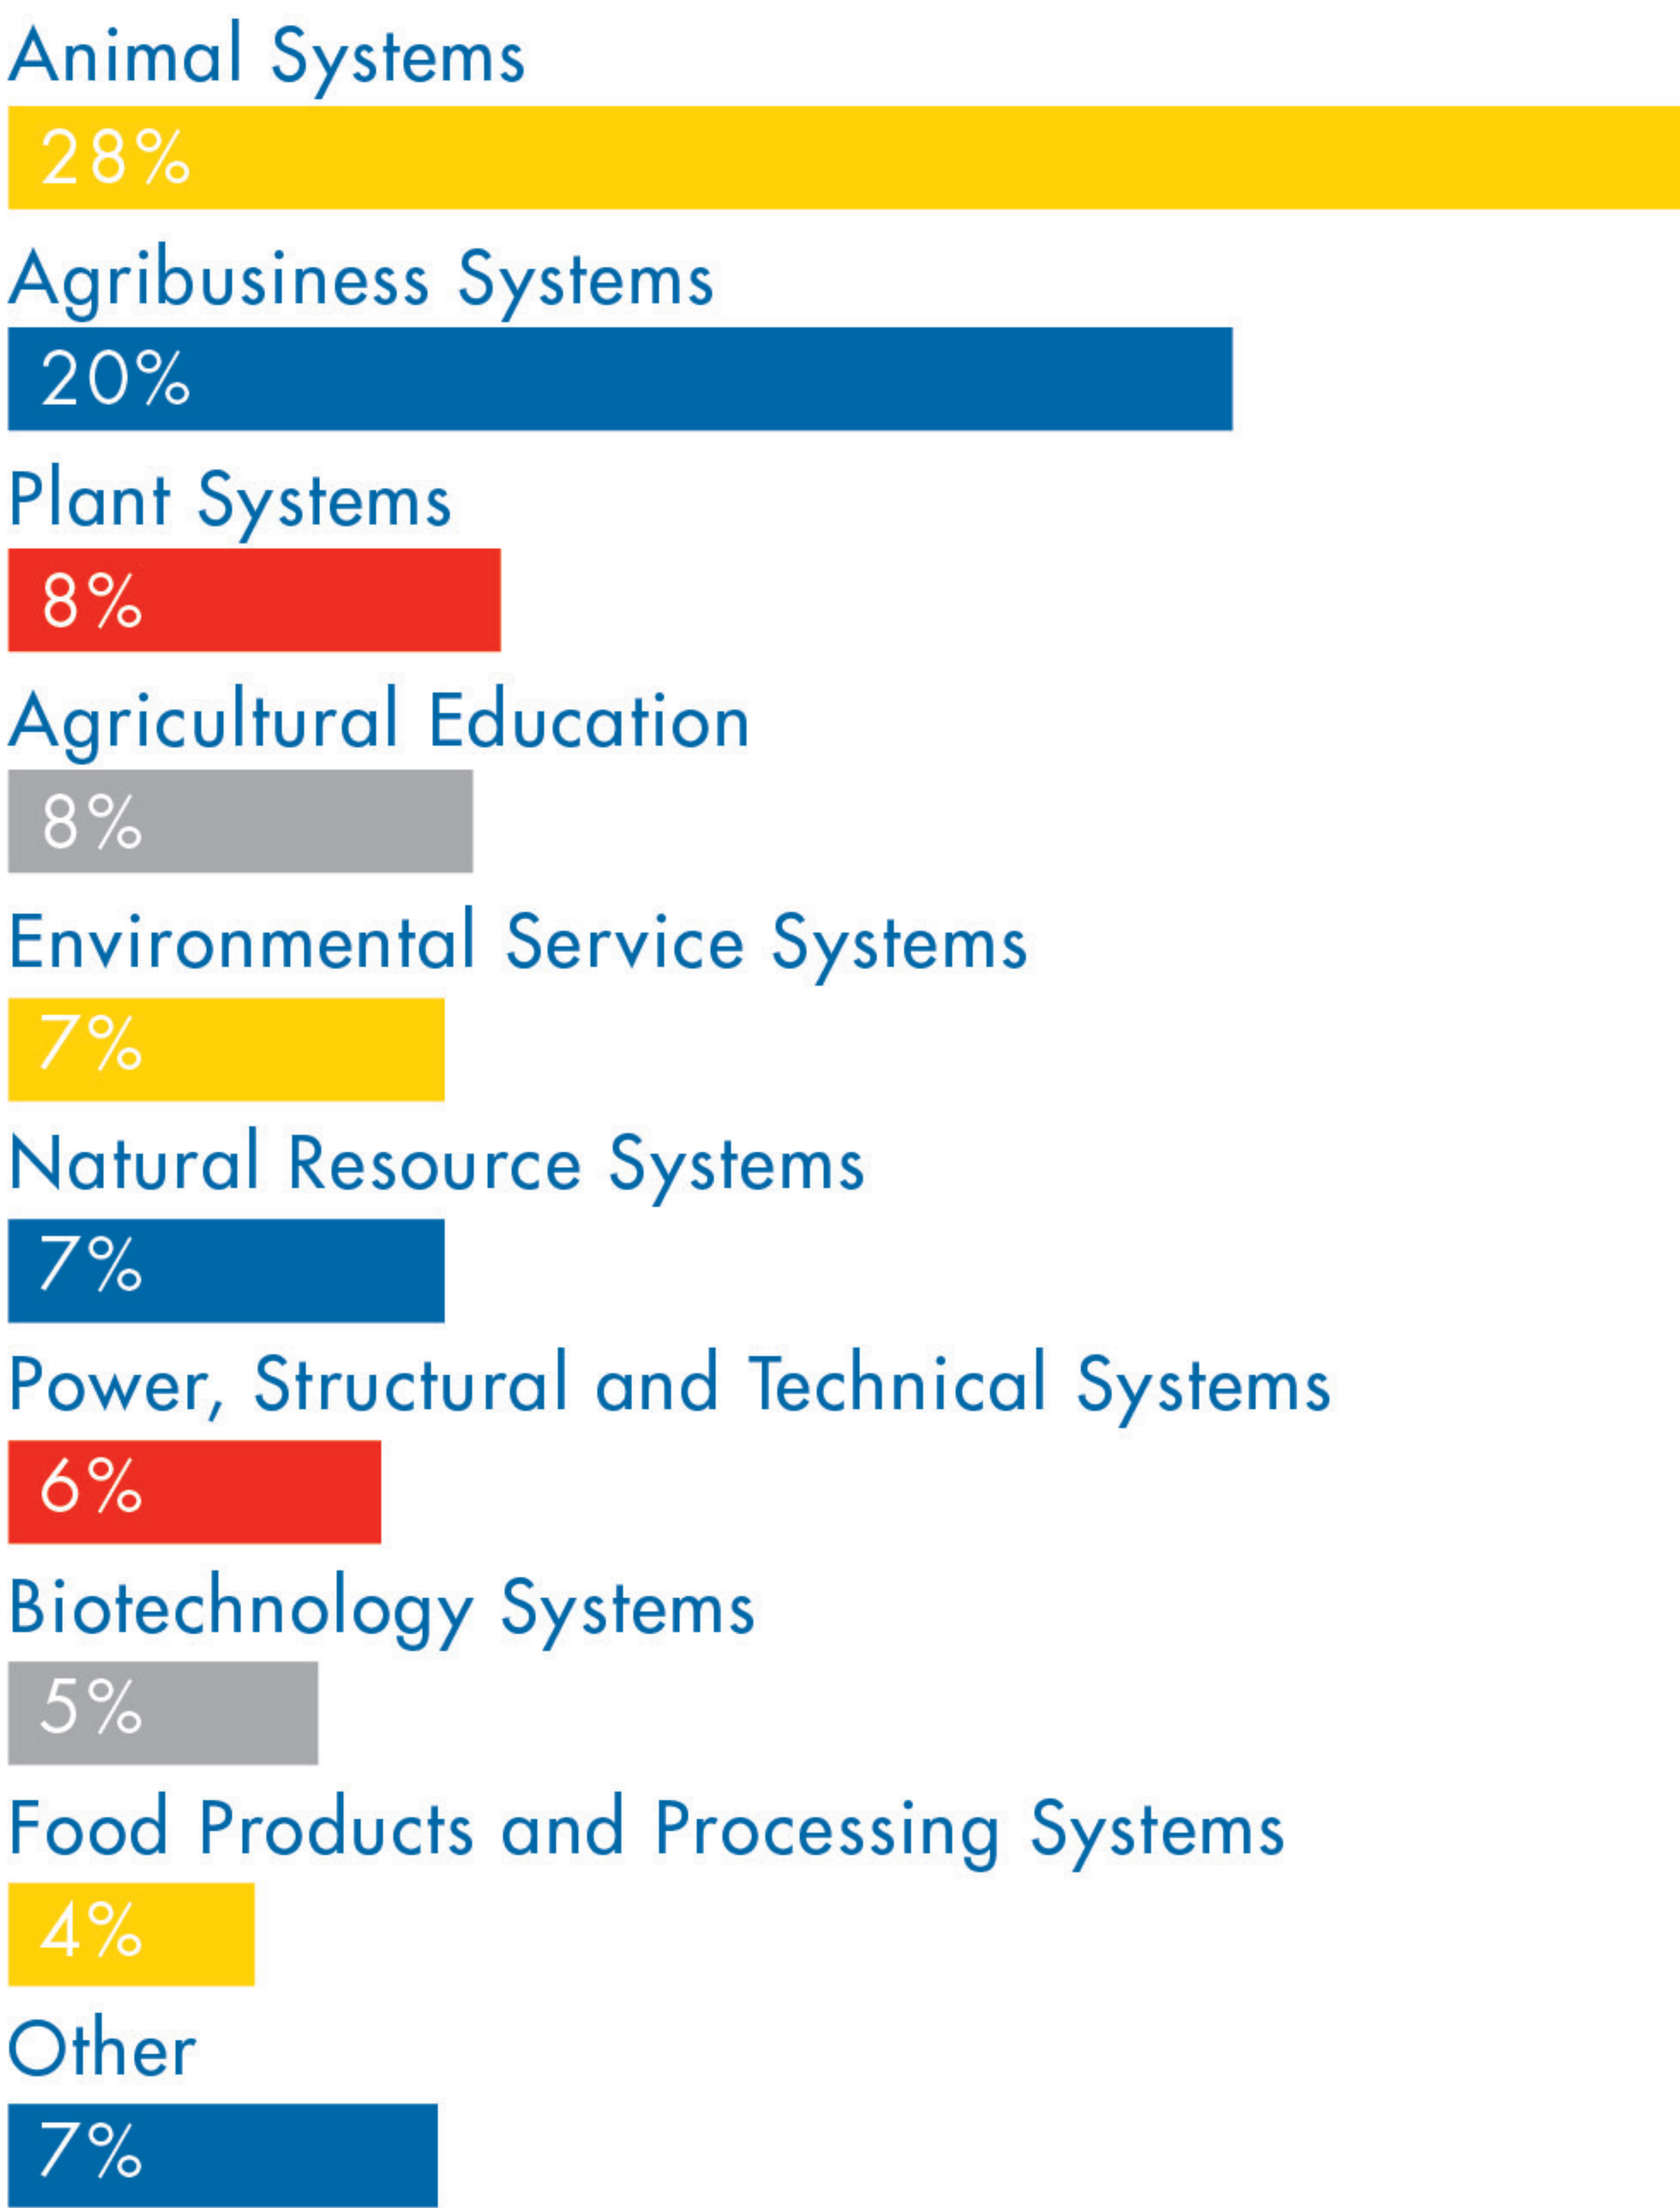 Animal Systems
28%
Agribusiness Systems
20%
Plant Systems
8%
Agricultural Education
8%
Environmental Service Systems
7%
Natural Resource Systems
7%
Power, Structural and Technical Systems
6%
Biotechnology Systems
5%
Food Products and Processing Systems
4%
Other
7%